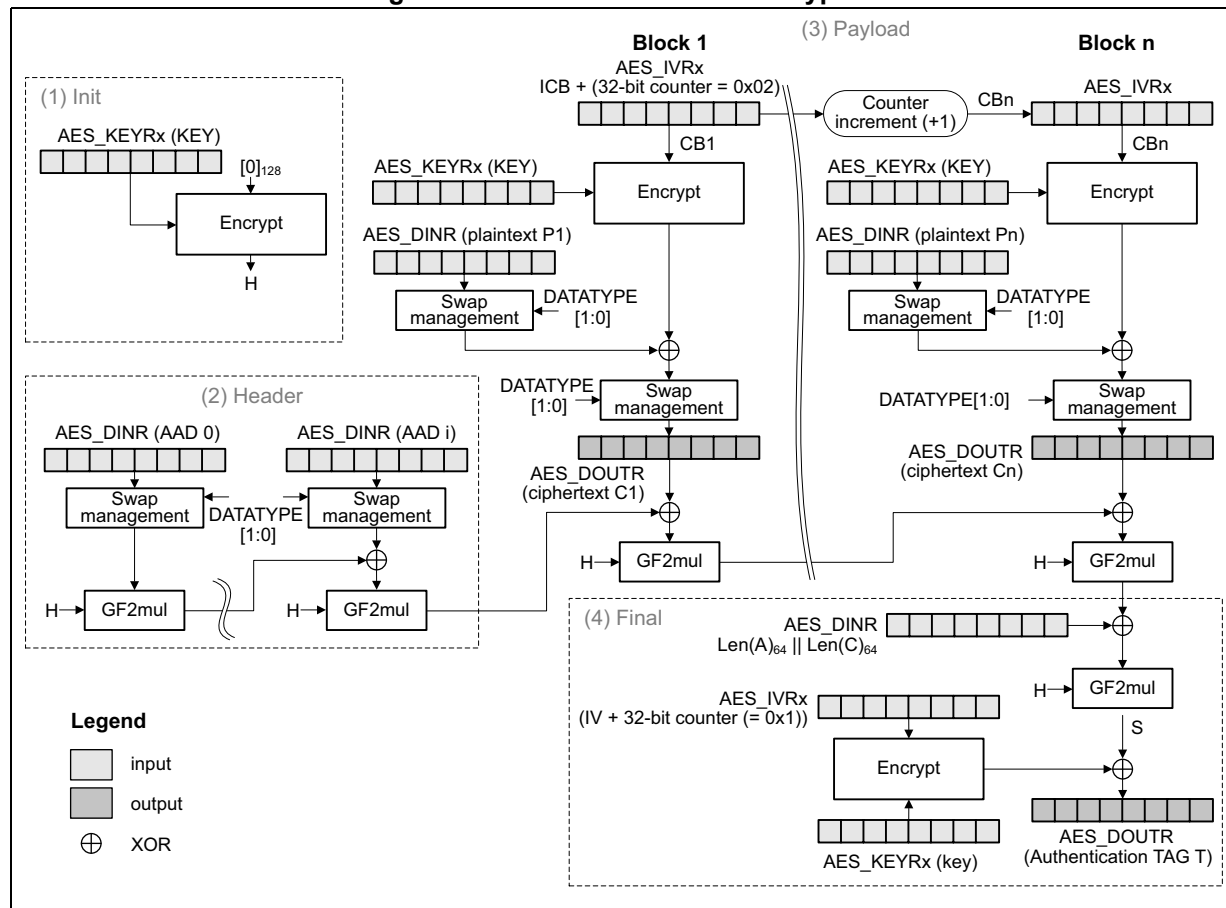 (3) Payload
Block 1
Block n
(1) Init
AES_KEYRx (KEY)
[0]128
Encrypt
H
AES_IVRx
ICB + (32-bit counter = 0x02)
CB1
Counter
increment (+1)
CBn
AES_IVRx
CBn
AES_KEYRx (KEY)
Encrypt
AES_KEYRx (KEY)
Encrypt
AES_DINR (plaintext P1)
Swap
management
DATATYPE
[1:0]
AES_DINR (plaintext Pn)
Swap
management
DATATYPE
[1:0]
DATATYPE
[1:0]
Swap
management
DATATYPE[1:0]
Swap
management
AES_DOUTR
(ciphertext C1)
AES_DOUTR
(ciphertext Cn)
H
GF2mul
H
GF2mul
(2) Header
AES_DINR (AAD 0)
AES_DINR (AAD i)
Swap
management
DATATYPE
[1:0]
Swap
management
H
GF2mul
H
GF2mul
(4) Final
AES_DINR
Len(A)64 || Len(C)64
H
GF2mul
S
AES_IVRx
(IV + 32-bit counter (= 0x1))
Encrypt
AES_KEYRx (key)
AES_DOUTR
(Authentication TAG T)
Legend
input
output
XOR